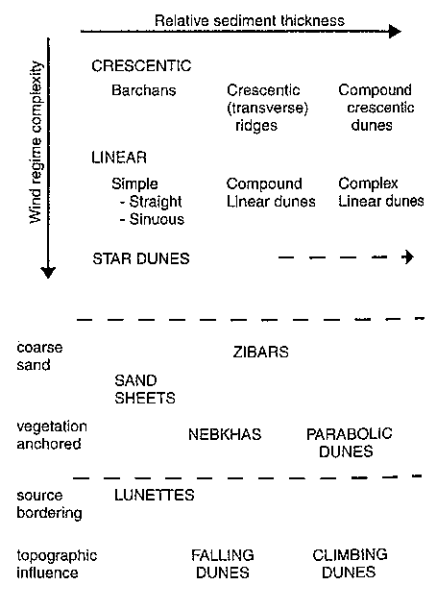 Relative sediment thickness
Wind regime complexity
CRESCENTIC
Barchans
Crescentic
(transverse)
ridges
Compound
crescentic
dunes
LINEAR
Simple
- Straight
- Sinuous
Compound
Linear dunes
Complex
Linear dunes
STAR DUNES
coarse
sand
ZIBARS
SAND
SHEETS
vegetation
anchored
NEBKHAS
PARABOLIC
DUNES
source
bordering
LUNETTES
topographic
influence
FALLING
DUNES
CLIMBING
DUNES